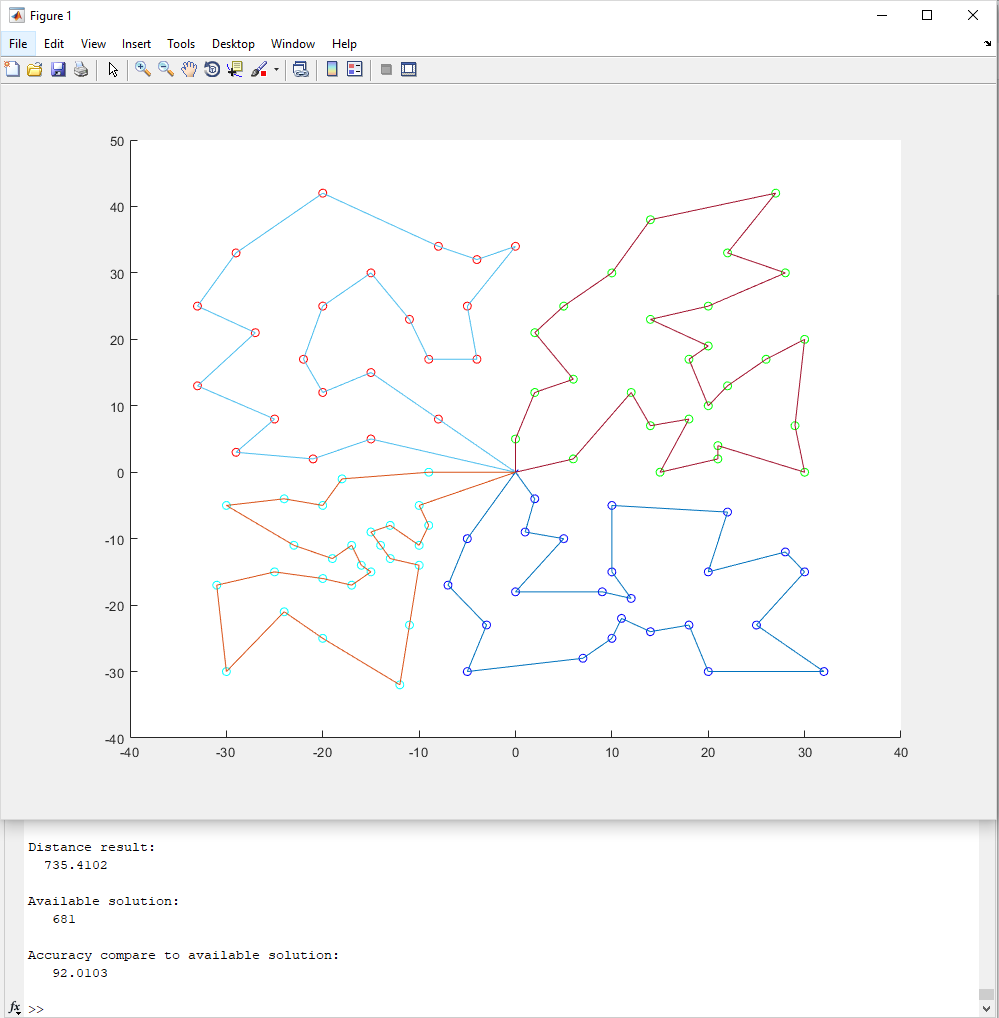 Figure 1
File Edit View Insert Tools Desktop Window Help
50
40
30
20
10
0
-10
-20
-30
-40
-40 -30 -20 -10 0 10 20 30 40
Distance result:
735.4102
Available solution:
681
Accuracy compare to available solution:
92.0103
fx >>